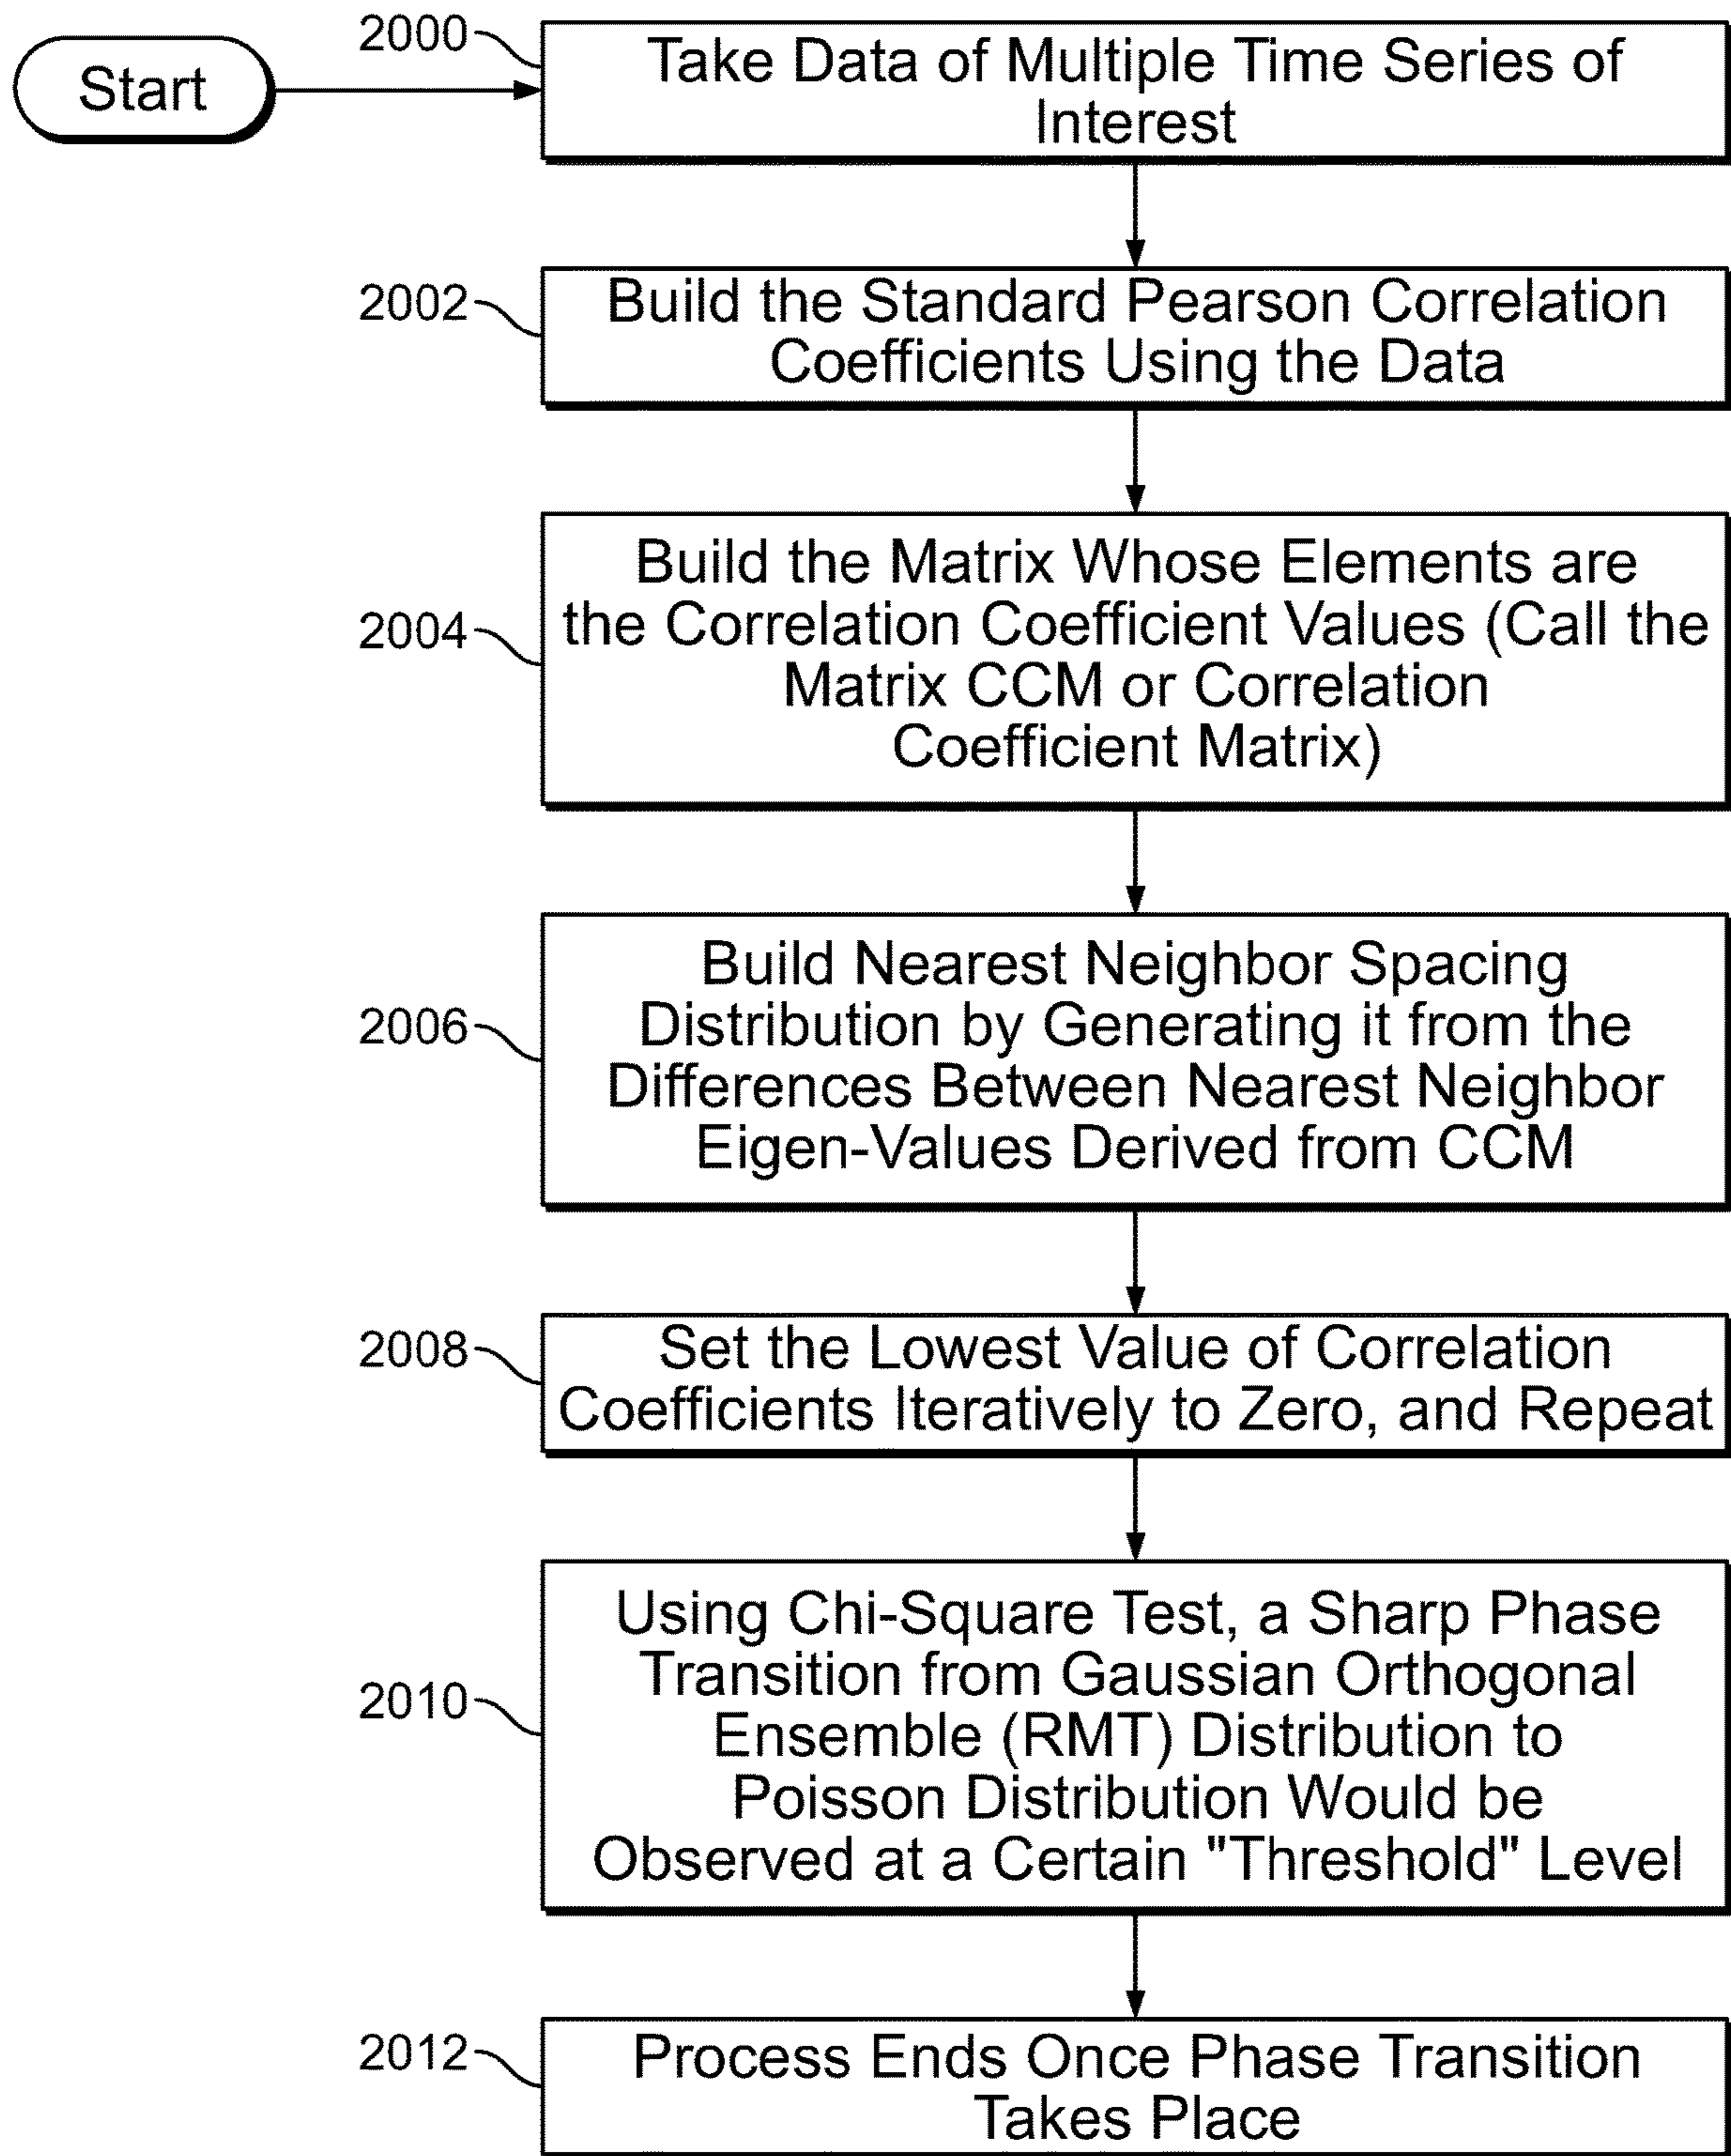 Start
2000
Take Data of Multiple Time Series of
Interest
2002
Build the Standard Pearson Correlation
Coefficients Using the Data
2004
Build the Matrix Whose Elements are
the Correlation Coefficient Values (Call the
Matrix CCM or Correlation
Coefficient Matrix)
2006
Build Nearest Neighbor Spacing
Distribution by Generating it from the
Differences Between Nearest Neighbor
Eigen-Values Derived from CCM
2008
Set the Lowest Value of Correlation
Coefficients Iteratively to Zero, and Repeat
2010
Using Chi-Square Test, a Sharp Phase
Transition from Gaussian Orthogonal
Ensemble (RMT) Distribution to
Poisson Distribution Would be
Observed at a Certain "Threshold" Level
2012
Process Ends Once Phase Transition
Takes Place